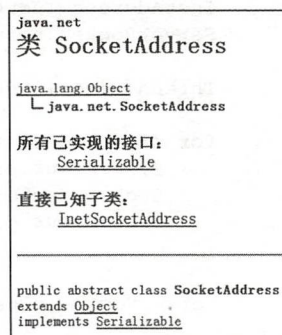 java.net
类 SocketAddress
java.lang.Object
java.net.SocketAddress
所有已实现的接口:
Serializable
直接已知子类:
InetSocketAddress
public abstract class SocketAddress
extends Object
implements Serializable